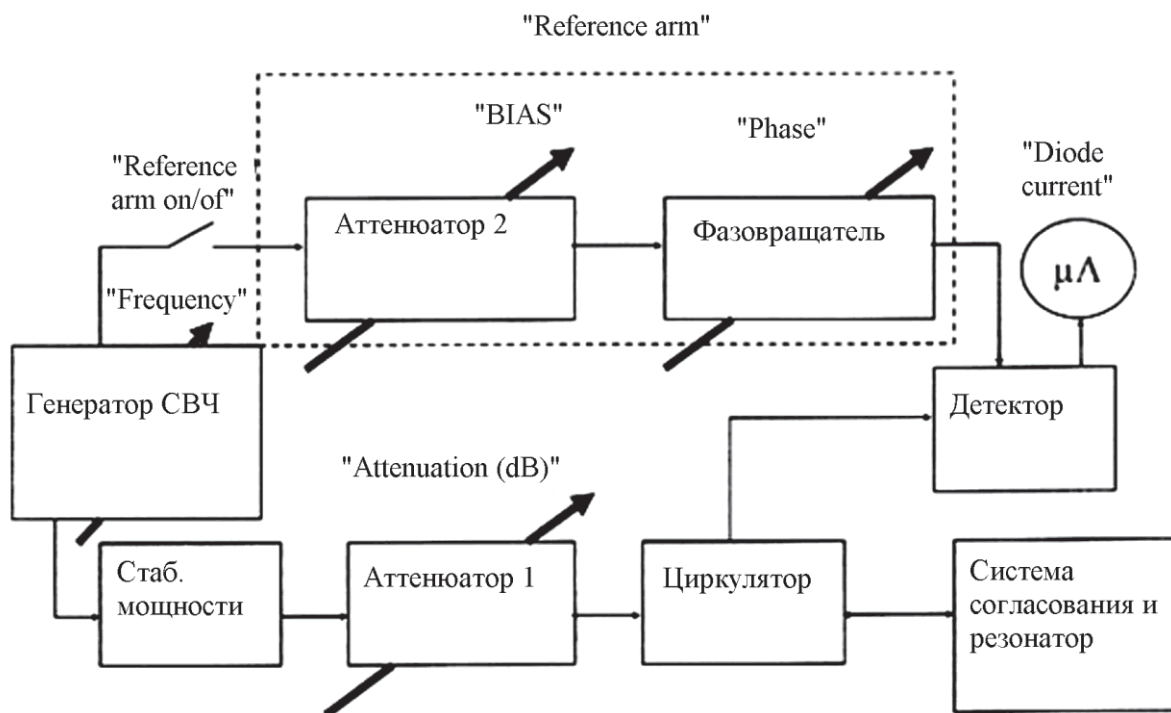 "Reference arm"
"BIAS"
"Phase"
"Reference
arm on/of"
"Diode
current"
Аттенюатор 2
Фазовращатель
μΛ
"Frequency"
Генератор СВЧ
Детектор
"Attenuation (dB)"
Стаб.
мощности
Аттенюатор 1
Циркулятор
Система
согласования и
резонатор